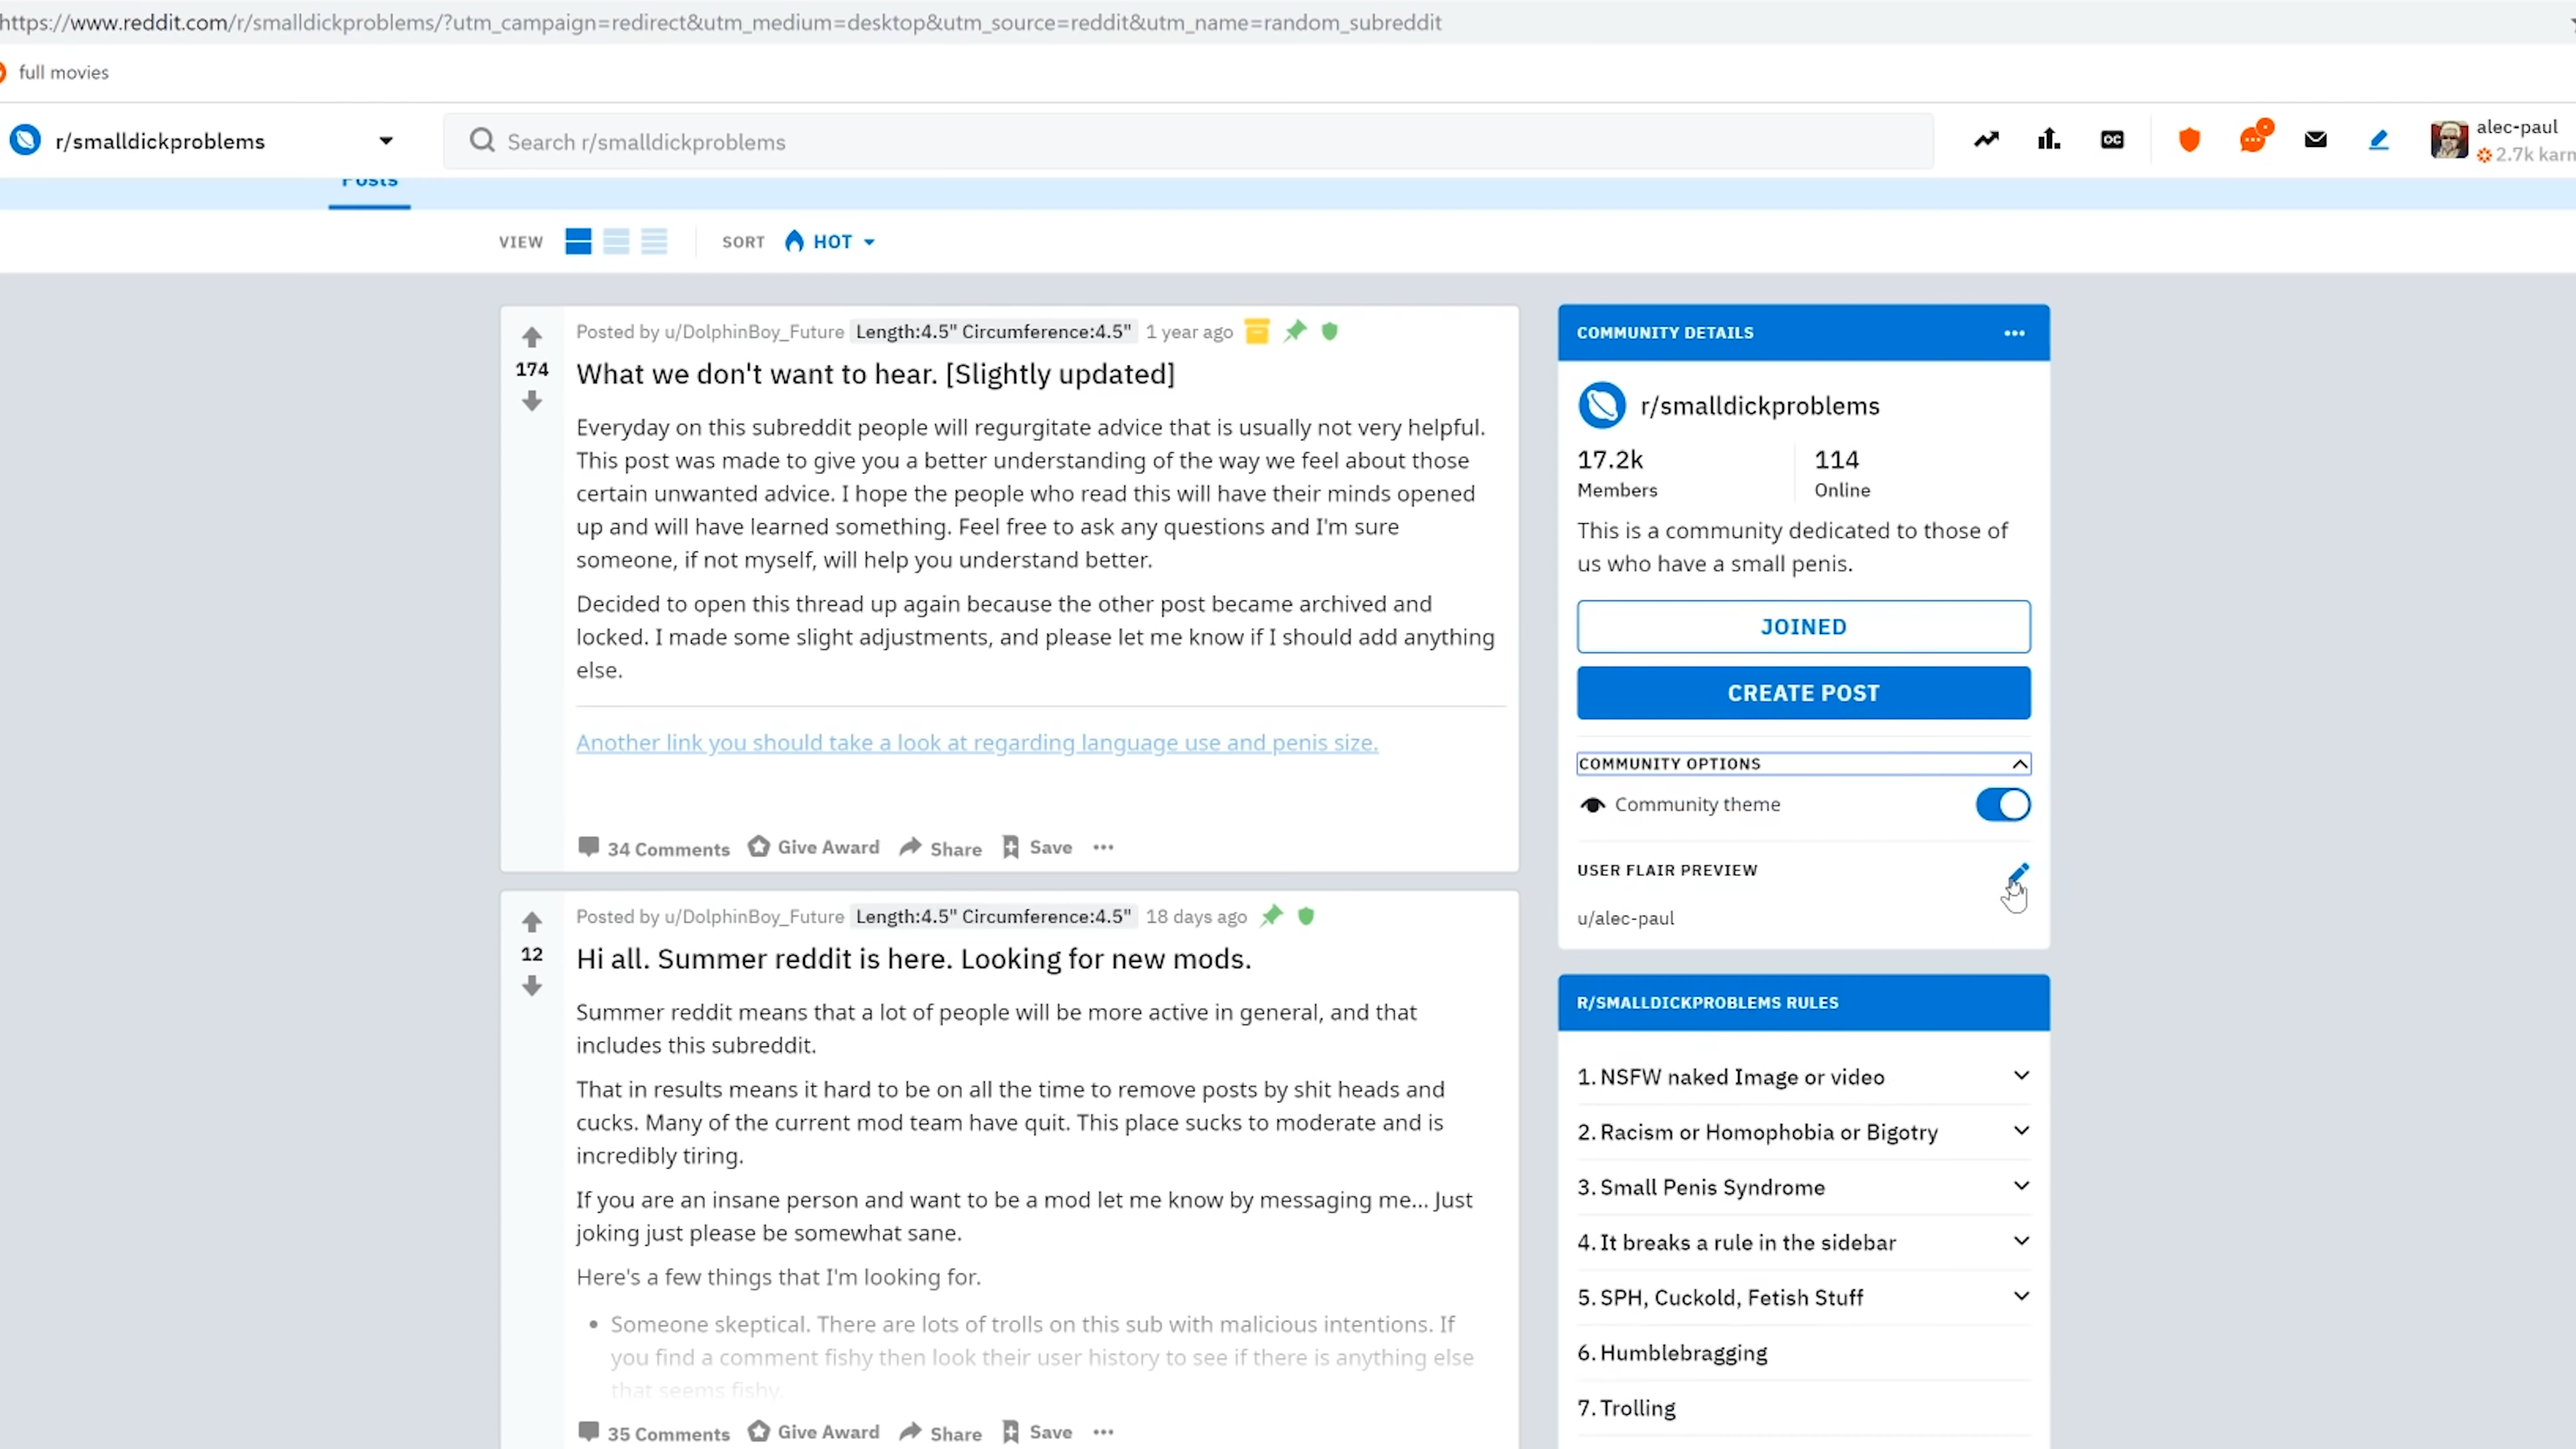 https://www.reddit.com/r/smalldickproblems/?utm_campaign=redirect&utm_medium=desktop&utm_source=reddit&utm_name=random_subreddit
full movies
r/smalldickproblems
Search r/smalldickproblems
OC
alec-paul
2.7k karm
Posts
VIEW
SORT
HOT
174
Posted by u/DolphinBoy_Future Length:4.5" Circumference:4.5" 1 year ago
What we don't want to hear. [Slightly updated]
Everyday on this subreddit people will regurgitate advice that is usually not very helpful.
This post was made to give you a better understanding of the way we feel about those
certain unwanted advice. I hope the people who read this will have their minds opened
up and will have learned something. Feel free to ask any questions and I'm sure
someone, if not myself, will help you understand better.
Decided to open this thread up again because the other post became archived and
locked. I made some slight adjustments, and please let me know if I should add anything
else.
Another link you should take a look at regarding language use and penis size.
34 Comments Give Award Share Save
12
Posted by u/DolphinBoy_Future Length:4.5" Circumference:4.5" 18 days ago
Hi all. Summer reddit is here. Looking for new mods.
Summer reddit means that a lot of people will be more active in general, and that
includes this subreddit.
That in results means it hard to be on all the time to remove posts by shit heads and
cucks. Many of the current mod team have quit. This place sucks to moderate and is
incredibly tiring.
If you are an insane person and want to be a mod let me know by messaging me... Just
joking just please be somewhat sane.
Here's a few things that I'm looking for.
• Someone skeptical. There are lots of trolls on this sub with malicious intentions. If
you find a comment fishy then look their user history to see if there is anything else
that seems fishy.
35 Comments Give Award Share Save
COMMUNITY DETAILS
r/smalldickproblems
17.2k
Members
114
Online
This is a community dedicated to those of
us who have a small penis.
JOINED
CREATE POST
COMMUNITY OPTIONS
Community theme
USER FLAIR PREVIEW
u/alec-paul
R/SMALLDICKPROBLEMS RULES
1. NSFW naked Image or video
2. Racism or Homophobia or Bigotry
3. Small Penis Syndrome
4. It breaks a rule in the sidebar
5. SPH, Cuckold, Fetish Stuff
6. Humblebragging
7. Trolling